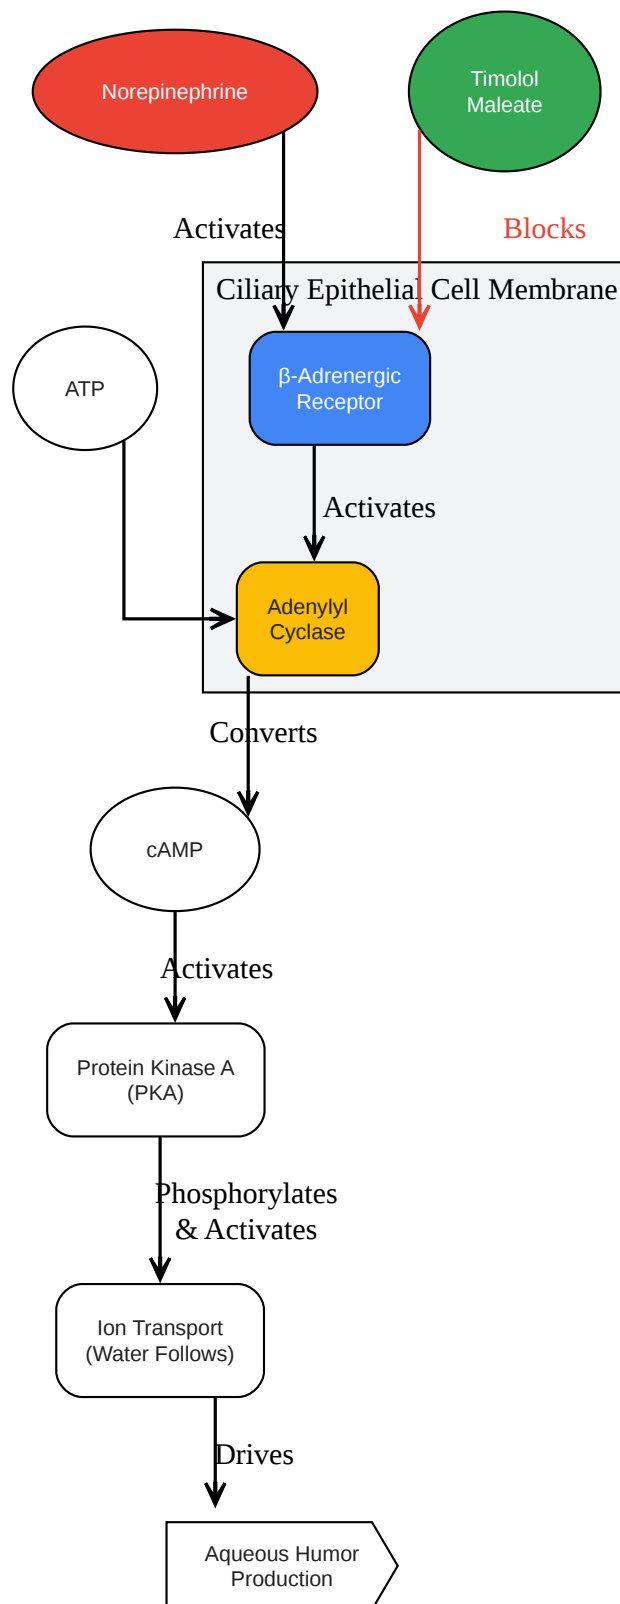 Norepinephrine
Timolol
Maleate
Activates
Blocks
Ciliary Epithelial Cell Membrane
β-Adrenergic
Receptor
ATP
Activates
Adenylyl
Cyclase
Converts
cAMP
Activates
Protein Kinase A
(PKA)
Phosphorylates
& Activates
Ion Transport
(Water Follows)
Drives
Aqueous Humor
Production